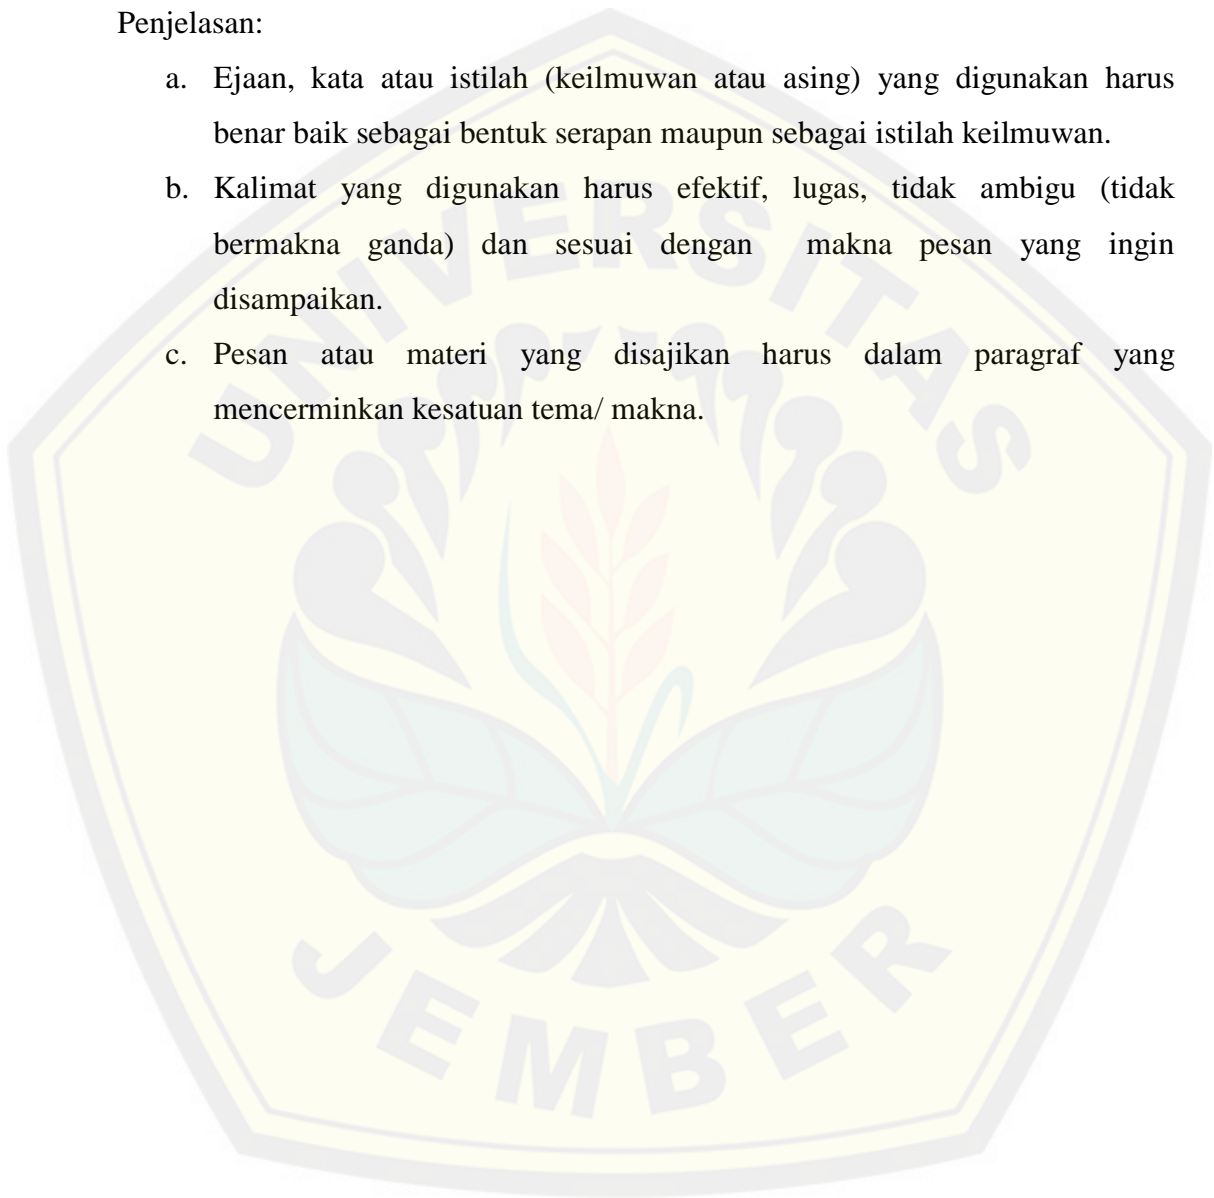 Penjelasan:
a. Ejaan, kata atau istilah (keilmuwan atau asing) yang digunakan harus
benar baik sebagai bentuk serapan maupun sebagai istilah keilmuwan.
b. Kalimat yang digunakan harus efektif, lugas, tidak ambigu (tidak
bermakna ganda) dan sesuai dengan makna pesan yang ingin
disampaikan.
c. Pesan atau materi yang disajikan harus dalam paragraf yang
mencerminkan kesatuan tema/ makna.
UNIVERSITAS
JEMBER